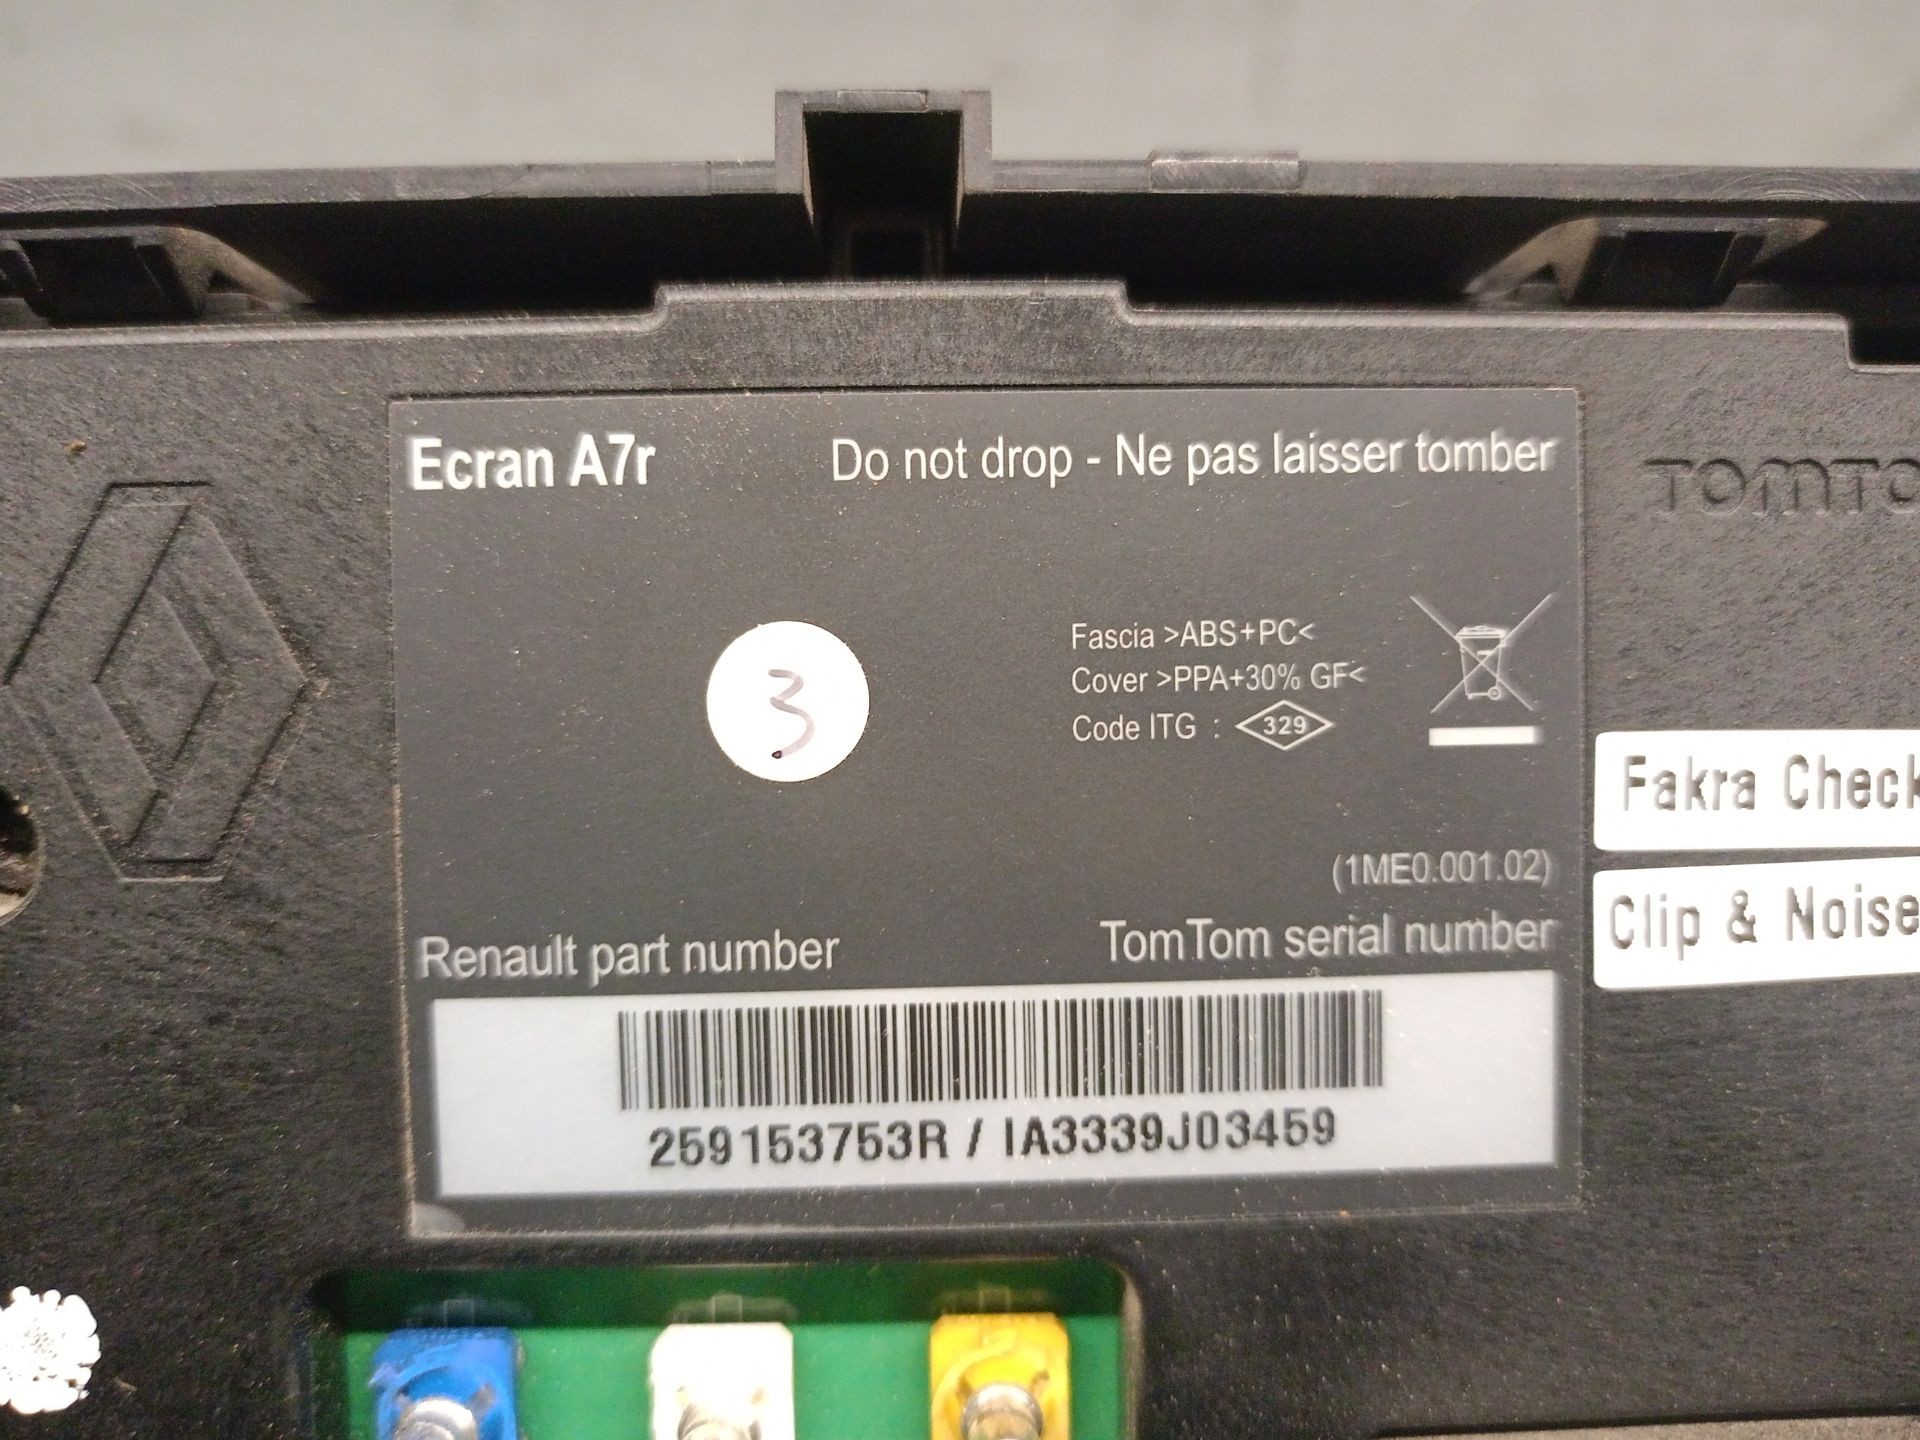 Ecran A7r
Do not drop - Ne pas laisser tomber
TOMTO
3
Fascia >ABS+PC<
Cover >PPA+30% GF<
Code ITG : 329
Fakra Check
(1ME0.001.02)
Clip & Noise
Renault part number
TomTom serial number
259153753R / IA3339J03459